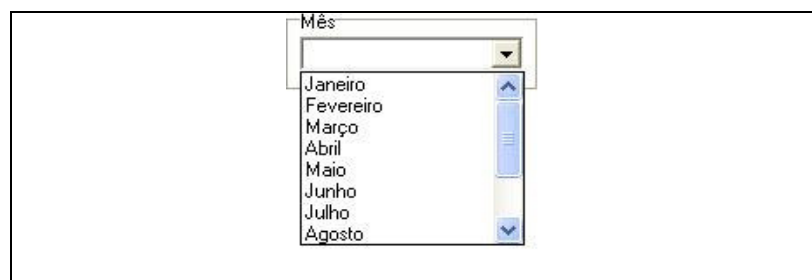 Mês
Janeiro
Fevereiro
Março
Abril
Maio
Junho
Julho
Agosto